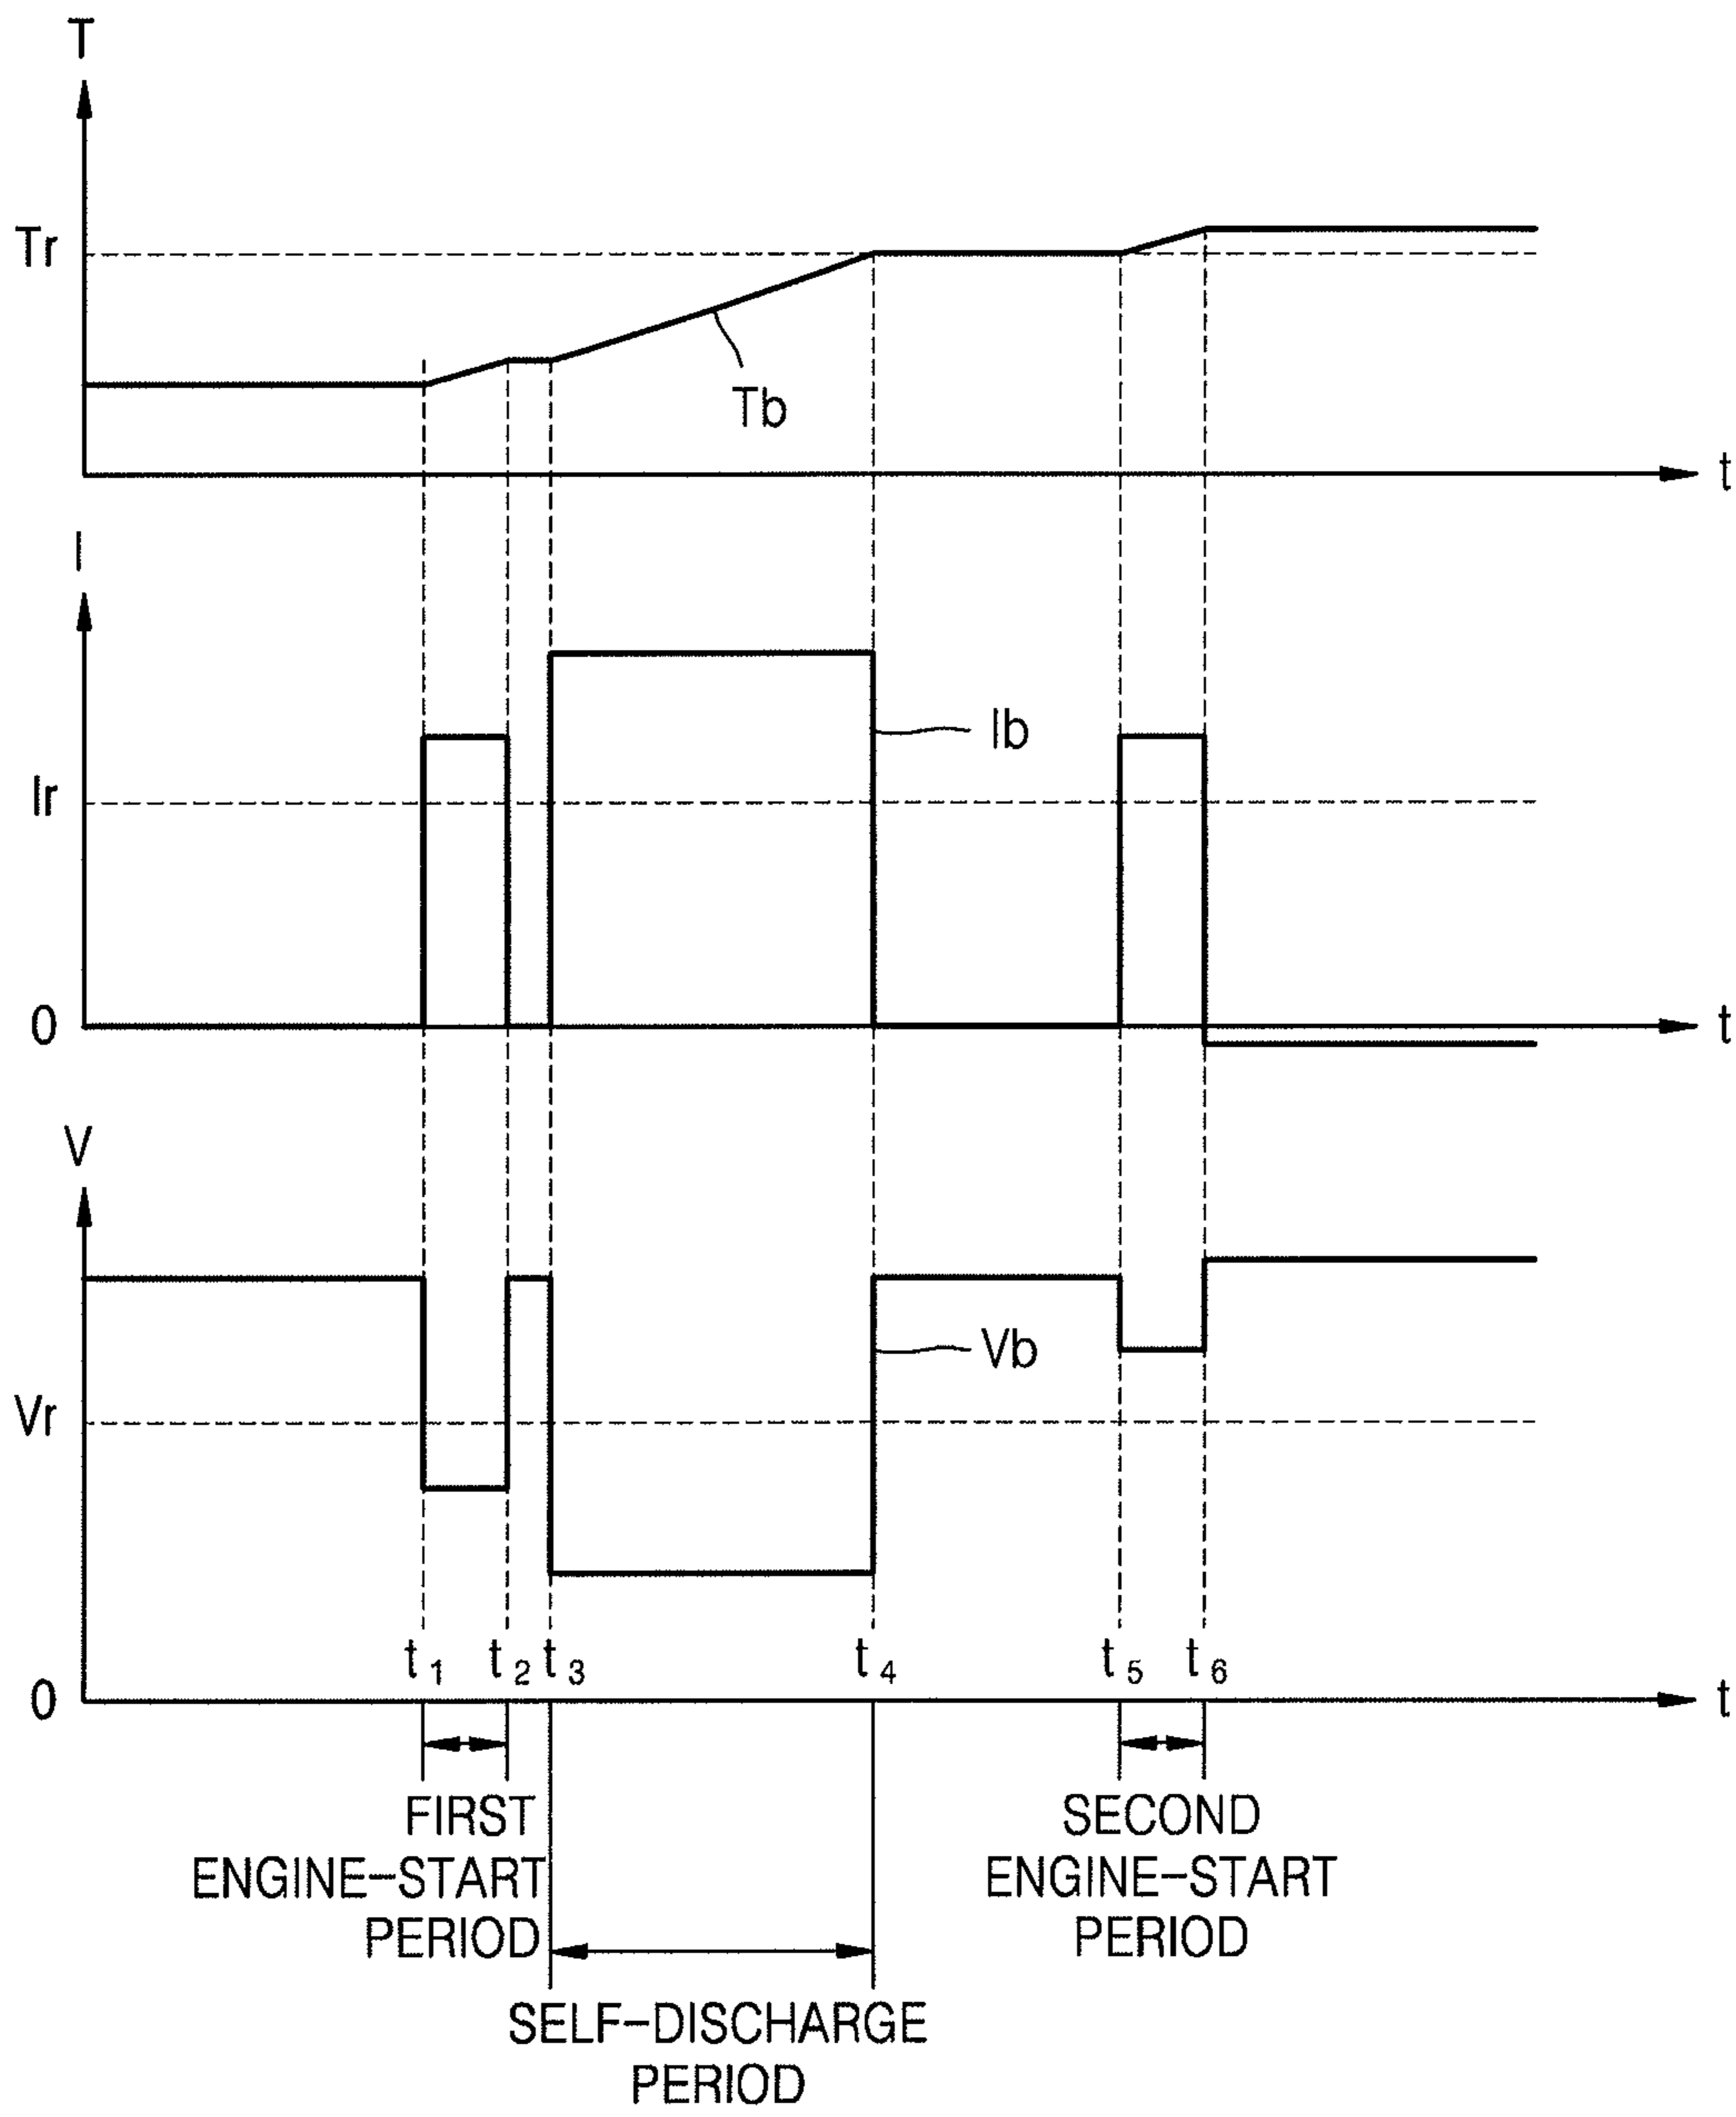 T
Tr
Tb
t
I
Ib
Ir
0
t
V
Vb
Vr
t1 t2 t3 t4 t5 t6
0
t
FIRST
ENGINE-START
PERIOD
SECOND
ENGINE-START
PERIOD
SELF-DISCHARGE
PERIOD